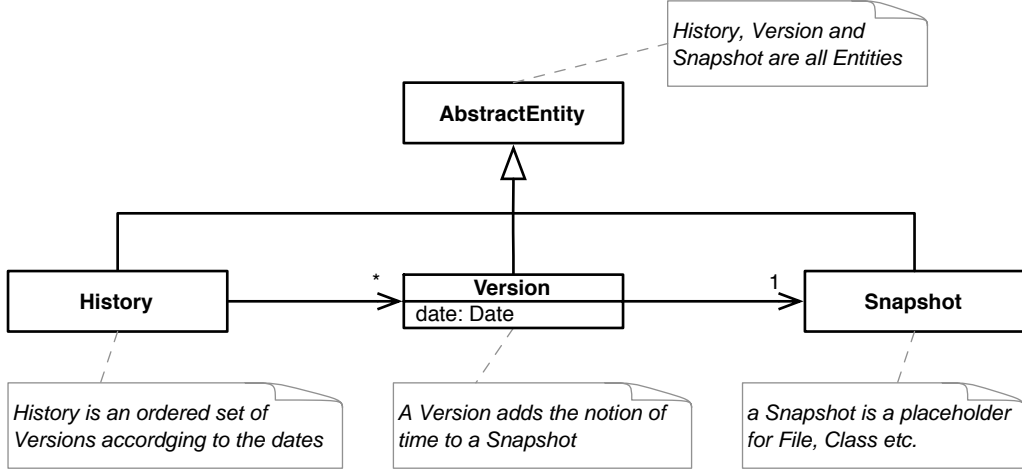 History, Version and
Snapshot are all Entities
AbstractEntity
*
1
History
Version
date: Date
Snapshot
History is an ordered set of
Versions accordging to the dates
A Version adds the notion of
time to a Snapshot
a Snapshot is a placeholder
for File, Class etc.